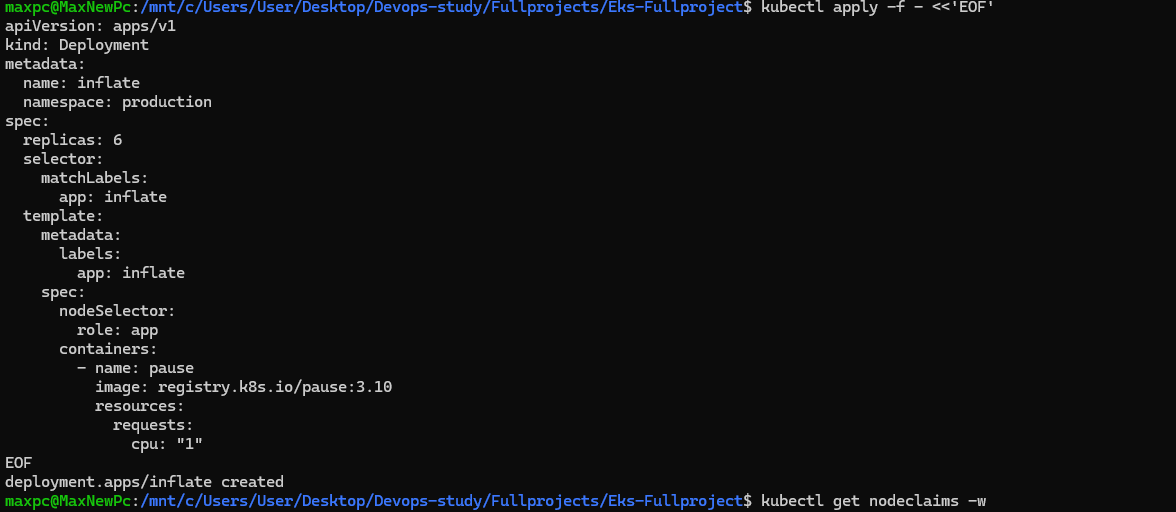 maxpc@MaxNewPc:/mnt/c/Users/User/Desktop/Devops-study/Fullprojects/Eks-Fullproject$ kubectl apply -f - <<'EOF'
apiVersion: apps/v1
kind: Deployment
metadata:
  name: inflate
  namespace: production
spec:
  replicas: 6
  selector:
    matchLabels:
      app: inflate
  template:
    metadata:
      labels:
        app: inflate
    spec:
      nodeSelector:
        role: app
      containers:
        - name: pause
          image: registry.k8s.io/pause:3.10
          resources:
            requests:
              cpu: "1"
EOF
deployment.apps/inflate created
maxpc@MaxNewPc:/mnt/c/Users/User/Desktop/Devops-study/Fullprojects/Eks-Fullproject$ kubectl get nodeclaims -w